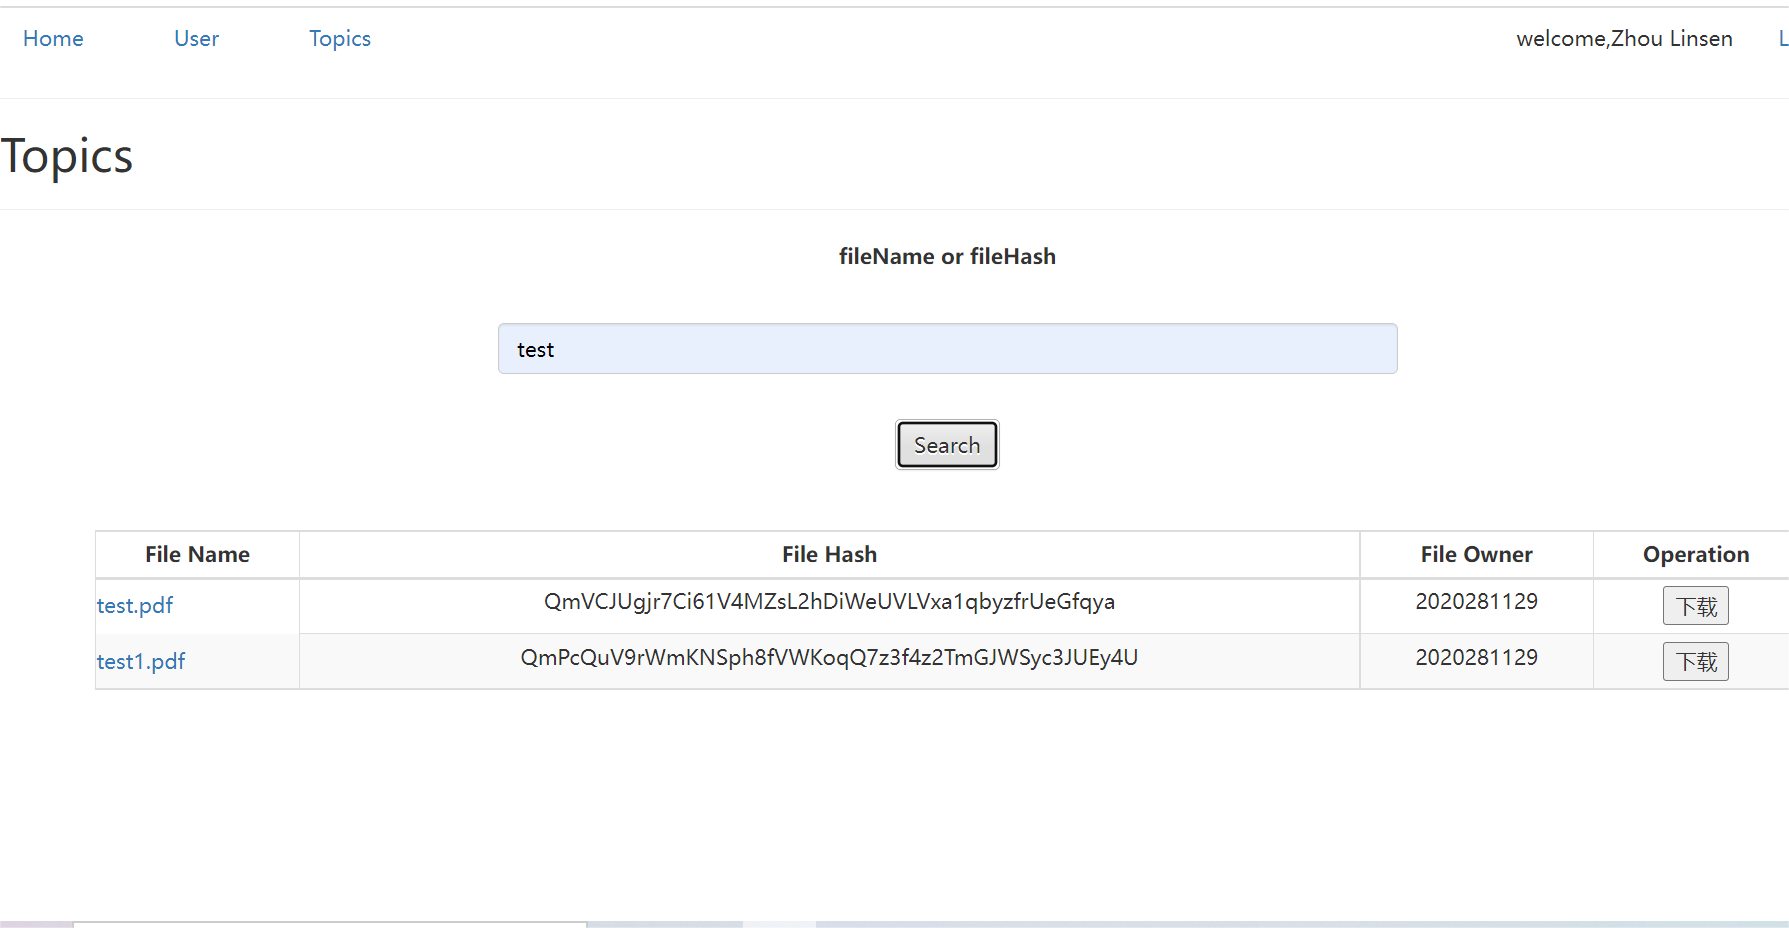 Home User Topics welcome,Zhou Linsen L
Topics
fileName or fileHash
test
Search
File Name File Hash File Owner Operation
test.pdf QmVCJUgjr7Ci61V4MZsL2hDiWeUVLVxa1qbyzfrUeGfqya 2020281129 下载
test1.pdf QmPcQuV9rWmKNSph8fVWKoqQ7z3f4z2TmGJWSyc3JUEy4U 2020281129 下载